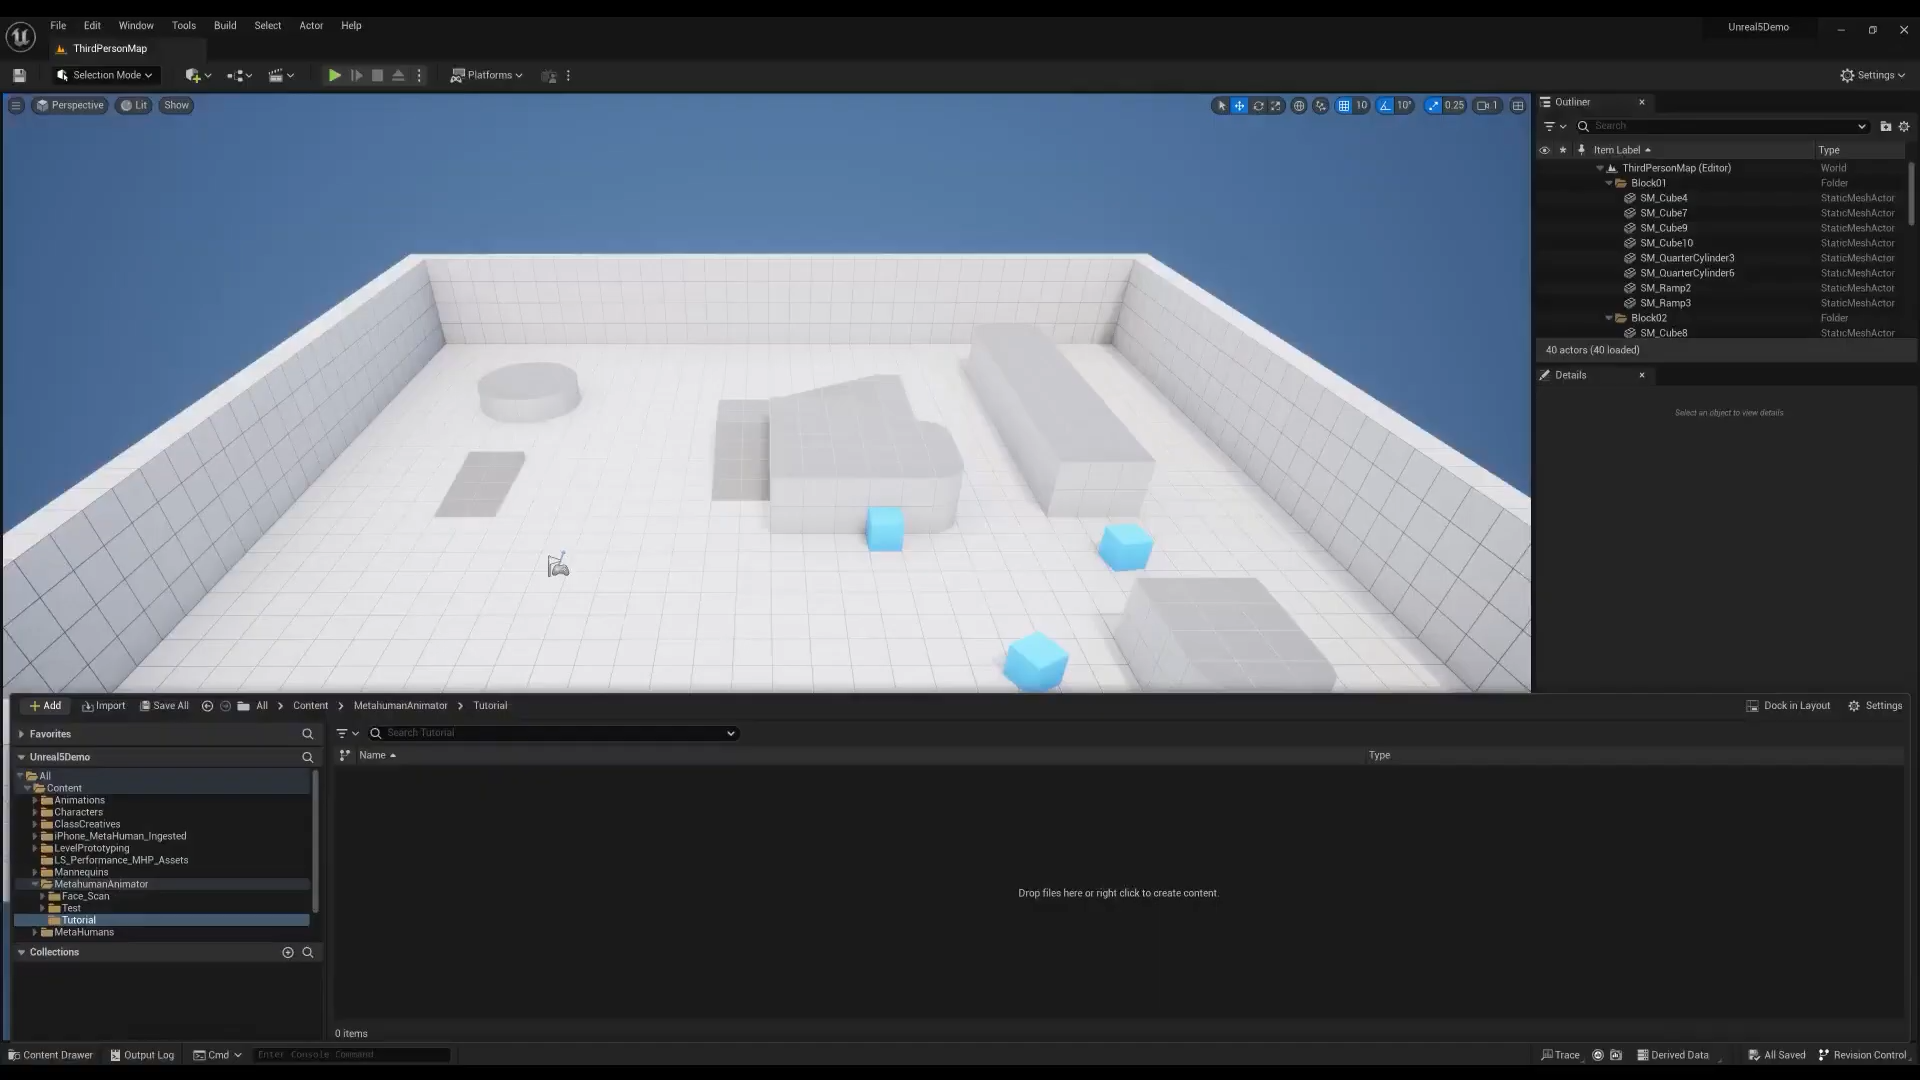 File Edit Window Tools Build Select Actor Help
Unreal5Demo
ThirdPersonMap
Selection Mode
Platforms
Settings
Perspective Lit Show
10 10° 0.25 1
Outliner
Search
Item Label Type
ThirdPersonMap (Editor) World
Block01 Folder
SM_Cube4 StaticMeshActor
SM_Cube7 StaticMeshActor
SM_Cube9 StaticMeshActor
SM_Cube10 StaticMeshActor
SM_QuarterCylinder3 StaticMeshActor
SM_QuarterCylinder6 StaticMeshActor
SM_Ramp2 StaticMeshActor
SM_Ramp3 StaticMeshActor
Block02 Folder
SM_Cube8 StaticMeshActor
40 actors (40 loaded)
Details
Select an object to view details
Add Import Save All All Content MetahumanAnimator Tutorial
Dock in Layout Settings
Favorites
Search Tutorial
Unreal5Demo
Name Type
All
Content
Animations
Characters
ClassCreatives
iPhone_MetaHuman_Ingested
LevelPrototyping
LS_Performance_MHP_Assets
Mannequins
MetahumanAnimator
Face_Scan
Test
Tutorial
MetaHumans
Drop files here or right click to create content.
Collections
0 items
Content Drawer Output Log Cmd Enter Console Command
Trace Derived Data All Saved Revision Control